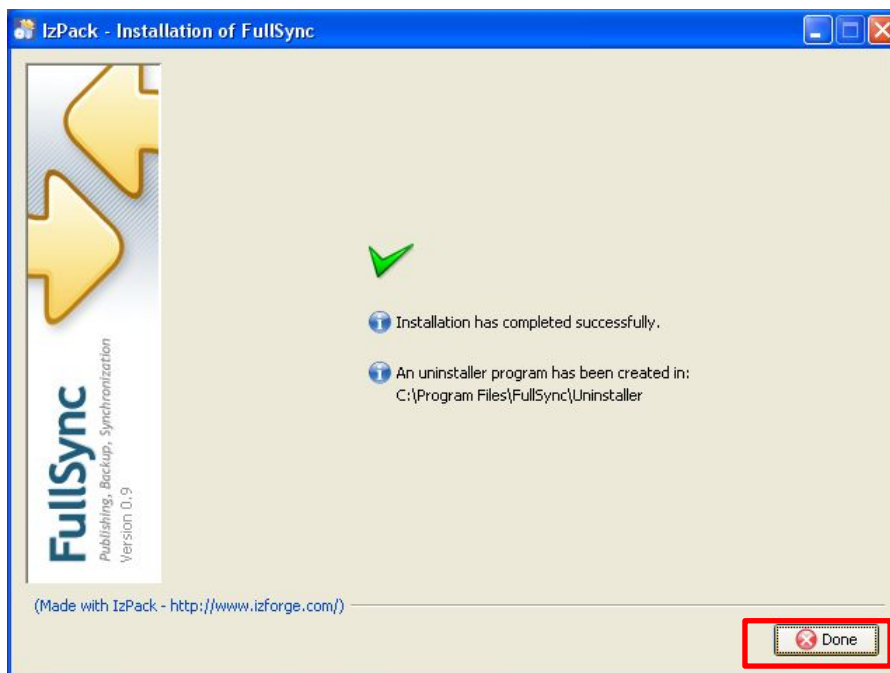 IzPack - Installation of FullSync
FullSync
Publishing, Backup, Synchronization
Version 0.9
Installation has completed successfully.
An uninstaller program has been created in:
C:\Program Files\FullSync\Uninstaller
(Made with IzPack - http://www.izforge.com/)
Done